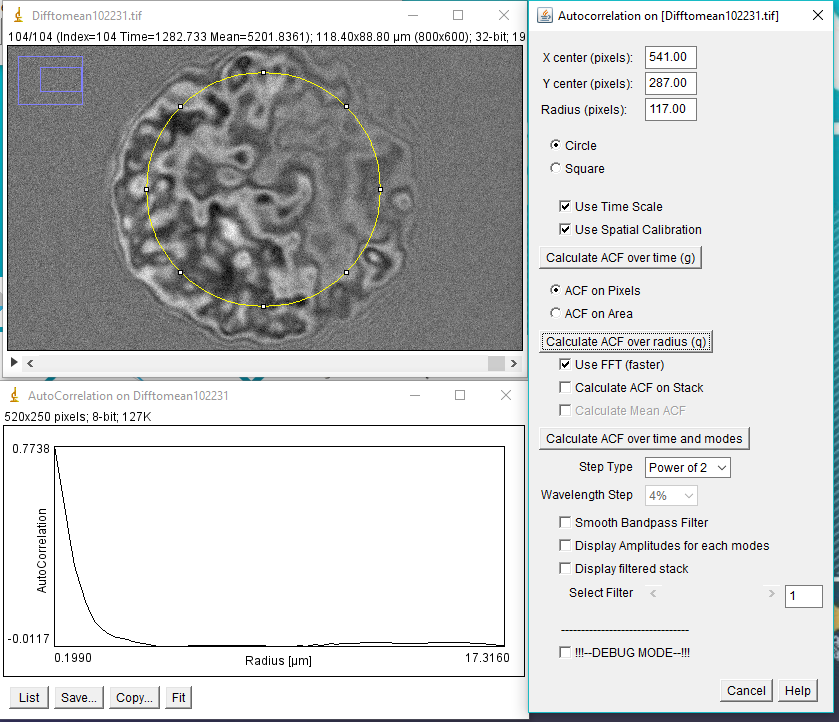 Difftomean102231.tif
104/104 (Index=104 Time=1282.733 Mean=5201.8361); 118.40x88.80 µm (800x600); 32-bit; 19
AutoCorrelation on Difftomean102231
520x250 pixels; 8-bit; 127K
0.7738
AutoCorrelation
-0.0117
0.1990
Radius [µm]
17.3160
List Save... Copy... Fit
Autocorrelation on [Difftomean102231.tif]
X center (pixels): 541.00
Y center (pixels): 287.00
Radius (pixels): 117.00
Circle
Square
Use Time Scale
Use Spatial Calibration
Calculate ACF over time (g)
ACF on Pixels
ACF on Area
Calculate ACF over radius (g)
Use FFT (faster)
Calculate ACF on Stack
Calculate Mean ACF
Calculate ACF over time and modes
Step Type Power of 2
Wavelength Step 4%
Smooth Bandpass Filter
Display Amplitudes for each modes
Display filtered stack
Select Filter 1
--------------------------------
!!!--DEBUG MODE--!!!
Cancel Help